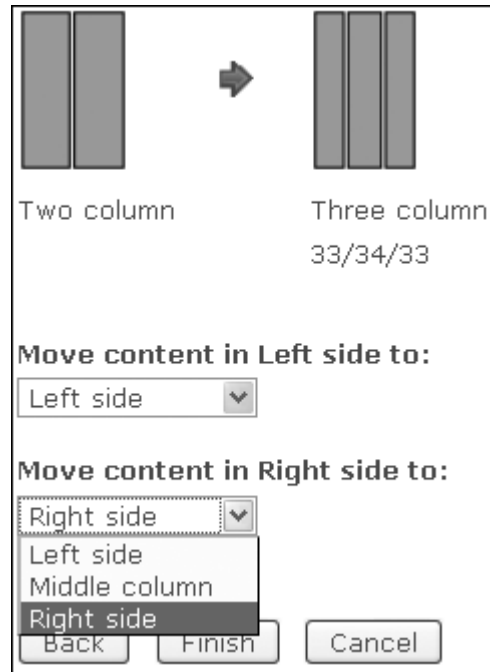 Two column Three column
33/34/33
Move content in Left side to:
Left side
Move content in Right side to:
Right side
Left side
Middle column
Right side
Back Finish Cancel